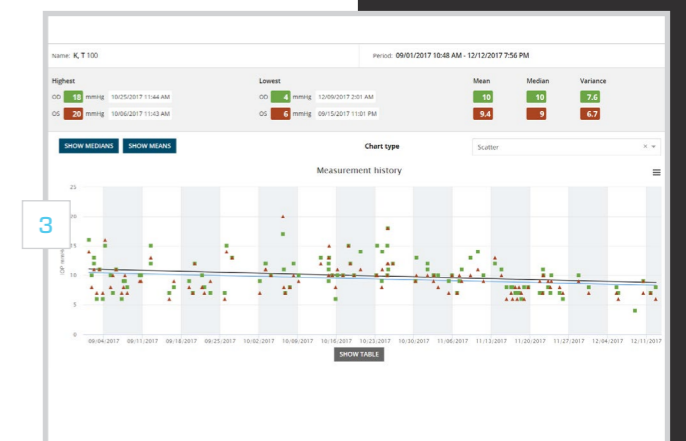 Name: K, T 100 Period: 09/01/2017 10:48 AM - 12/12/2017 7:56 PM
Highest Lowest Mean Median Variance
OD 18 mmHg 10/25/2017 11:44 AM OD 4 mmHg 12/09/2017 2:01 AM 10 10 7.6
OS 20 mmHg 10/06/2017 11:43 AM OS 6 mmHg 09/15/2017 11:01 PM 9.4 9 6.7
SHOW MEDIANS SHOW MEANS Chart type Scatter × ▾
Measurement history
25
3
15
10
5
0
IOP
09/04/2017 09/11/2017 09/18/2017 09/25/2017 10/02/2017 10/09/2017 10/16/2017 10/23/2017 10/30/2017 11/06/2017 11/13/2017 11/20/2017 11/27/2017 12/04/2017 12/11/2017
SHOW TABLE